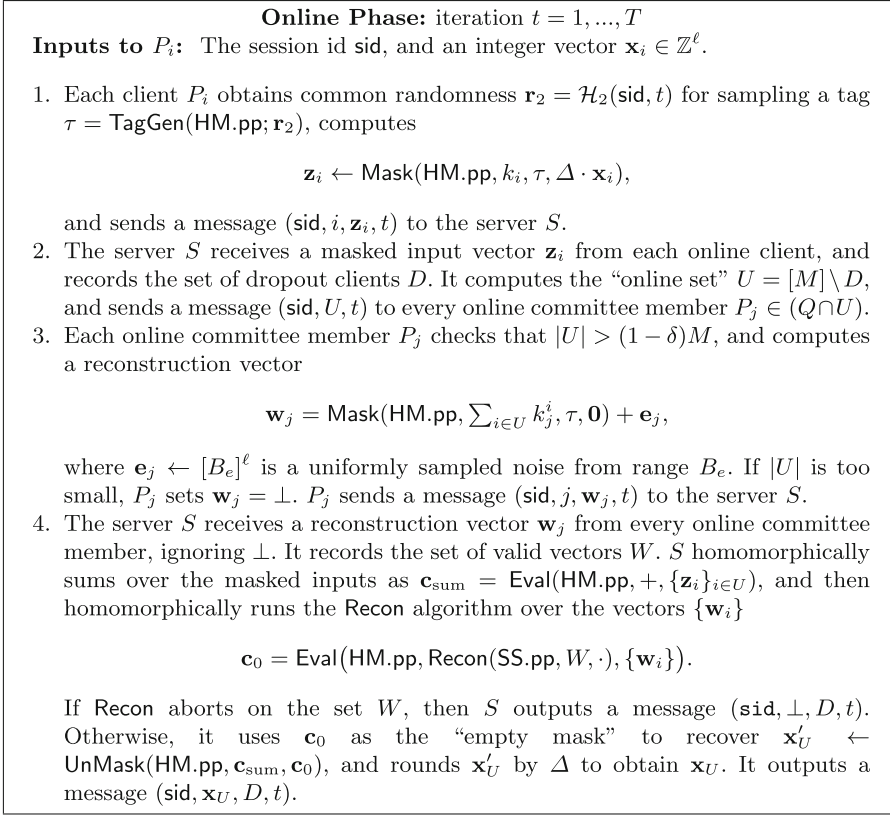 Online Phase: iteration t = 1, ..., T
Inputs to P_i: The session id sid, and an integer vector x_i ∈ ℤ^ℓ.
1. Each client P_i obtains common randomness r_2 = H_2(sid, t) for sampling a tag
τ = TagGen(HM.pp; r_2), computes
z_i ← Mask(HM.pp, k_i, τ, Δ · x_i),
and sends a message (sid, i, z_i, t) to the server S.
2. The server S receives a masked input vector z_i from each online client, and
records the set of dropout clients D. It computes the “online set” U = [M] \ D,
and sends a message (sid, U, t) to every online committee member P_j ∈ (Q∩U).
3. Each online committee member P_j checks that |U| > (1 − δ)M, and computes
a reconstruction vector
w_j = Mask(HM.pp, ∑_{i∈U} k_j^i, τ, 0) + e_j,
where e_j ← [B_e]^ℓ is a uniformly sampled noise from range B_e. If |U| is too
small, P_j sets w_j = ⊥. P_j sends a message (sid, j, w_j, t) to the server S.
4. The server S receives a reconstruction vector w_j from every online committee
member, ignoring ⊥. It records the set of valid vectors W. S homomorphically
sums over the masked inputs as c_sum = Eval(HM.pp, +, {z_i}_{i∈U}), and then
homomorphically runs the Recon algorithm over the vectors {w_i}
c_0 = Eval(HM.pp, Recon(SS.pp, W, ·), {w_i}).
If Recon aborts on the set W, then S outputs a message (sid, ⊥, D, t).
Otherwise, it uses c_0 as the “empty mask” to recover x′_U ←
UnMask(HM.pp, c_sum, c_0), and rounds x′_U by Δ to obtain x_U. It outputs a
message (sid, x_U, D, t).